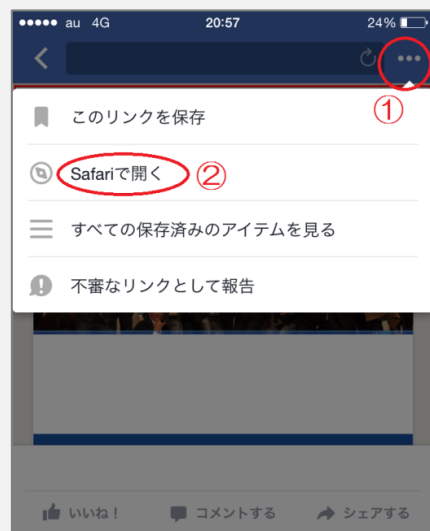 au 4G 20:57 24%
①
このリンクを保存
Safariで開く ②
すべての保存済みのアイテムを見る
不審なリンクとして報告
いいね! コメントする シェアする